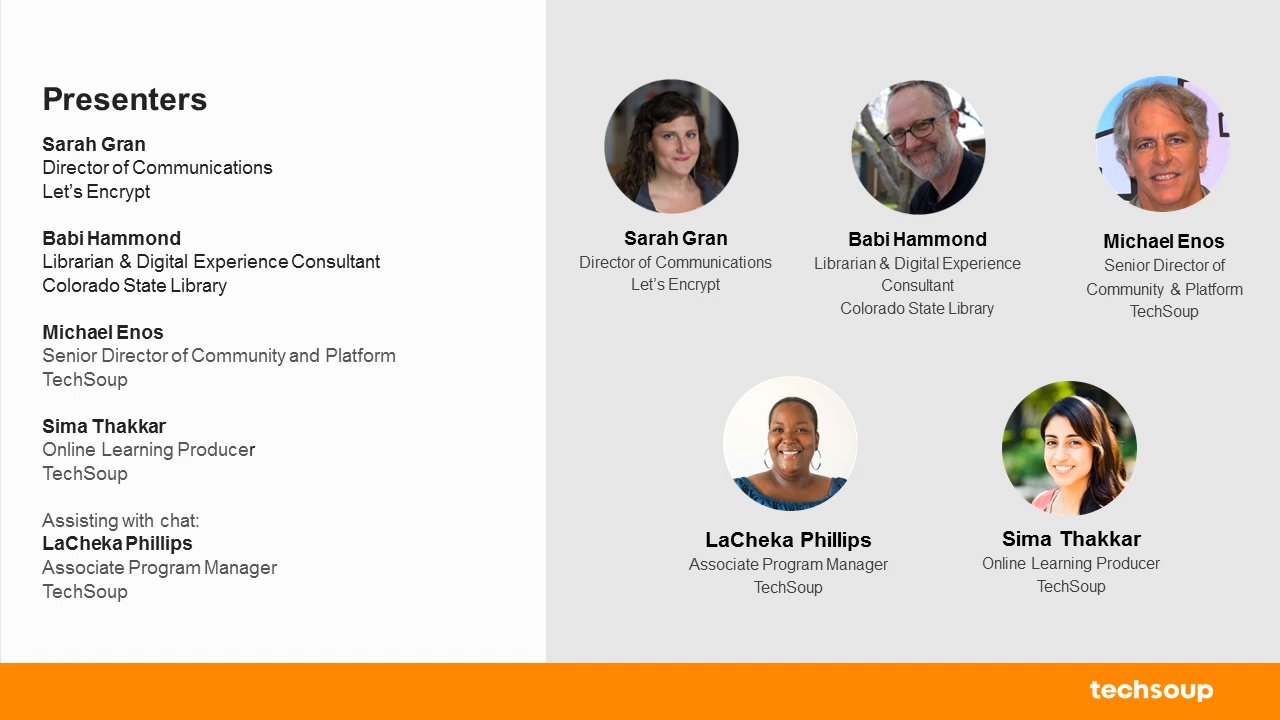 Presenters
Sarah Gran
Director of Communications
Let's Encrypt
Babi Hammond
Librarian & Digital Experience Consultant
Colorado State Library
Michael Enos
Senior Director of Community and Platform
TechSoup
Sima Thakkar
Online Learning Producer
TechSoup
Assisting with chat:
LaCheka Phillips
Associate Program Manager
TechSoup
Sarah Gran
Director of Communications
Let's Encrypt
Babi Hammond
Librarian & Digital Experience
Consultant
Colorado State Library
Michael Enos
Senior Director of
Community & Platform
TechSoup
LaCheka Phillips
Associate Program Manager
TechSoup
Sima Thakkar
Online Learning Producer
TechSoup
techsoup